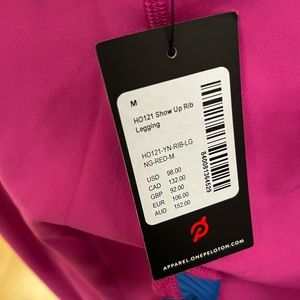 M
HO121 Show Up Rib
Legging
HO121-YN-RIB-LG
NG-RED-M
USD 98.00
CAD 132.00
GBP 92.00
EUR 106.00
AUD 152.00
APPAREL.ONEPELOTON.COM